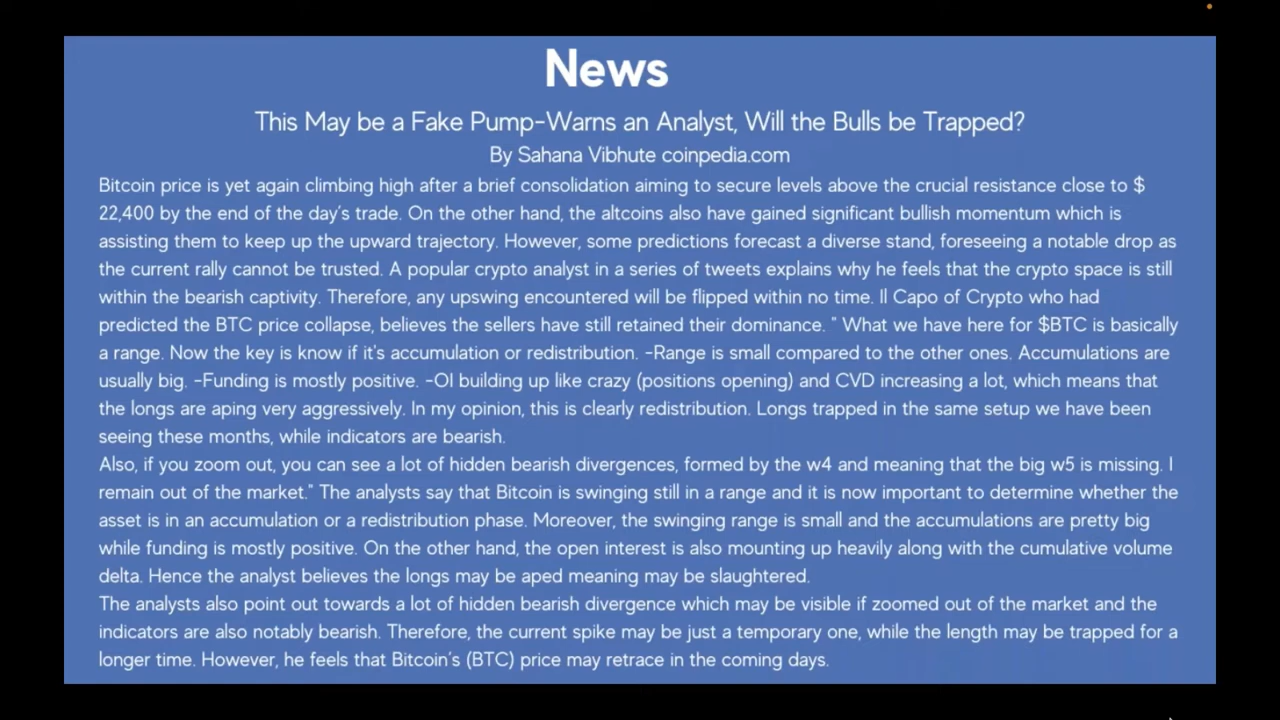 News
This May be a Fake Pump-Warns an Analyst, Will the Bulls be Trapped?
By Sahana Vibhute coinpedia.com
Bitcoin price is yet again climbing high after a brief consolidation aiming to secure levels above the crucial resistance close to $
22,400 by the end of the day's trade. On the other hand, the altcoins also have gained significant bullish momentum which is
assisting them to keep up the upward trajectory. However, some predictions forecast a diverse stand, foreseeing a notable drop as
the current rally cannot be trusted. A popular crypto analyst in a series of tweets explains why he feels that the crypto space is still
within the bearish captivity. Therefore, any upswing encountered will be flipped within no time. Il Capo of Crypto who had
predicted the BTC price collapse, believes the sellers have still retained their dominance. " What we have here for $BTC is basically
a range. Now the key is know if it's accumulation or redistribution. -Range is small compared to the other ones. Accumulations are
usually big. -Funding is mostly positive. -OI building up like crazy (positions opening) and CVD increasing a lot, which means that
the longs are aping very aggressively. In my opinion, this is clearly redistribution. Longs trapped in the same setup we have been
seeing these months, while indicators are bearish.
Also, if you zoom out, you can see a lot of hidden bearish divergences, formed by the w4 and meaning that the big w5 is missing. I
remain out of the market." The analysts say that Bitcoin is swinging still in a range and it is now important to determine whether the
asset is in an accumulation or a redistribution phase. Moreover, the swinging range is small and the accumulations are pretty big
while funding is mostly positive. On the other hand, the open interest is also mounting up heavily along with the cumulative volume
delta. Hence the analyst believes the longs may be aped meaning may be slaughtered.
The analysts also point out towards a lot of hidden bearish divergence which may be visible if zoomed out of the market and the
indicators are also notably bearish. Therefore, the current spike may be just a temporary one, while the length may be trapped for a
longer time. However, he feels that Bitcoin's (BTC) price may retrace in the coming days.